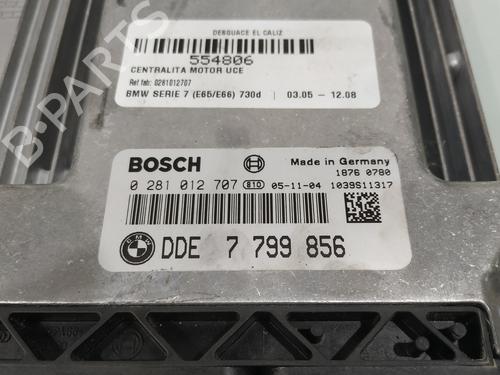 DESGUACE EL CALIZ
554806
CENTRALITA MOTOR UCE
Ref fab: 0281012707
BMW SERIE 7 (E65/E66) 730d | 03.05 - 12.08
BOSCH Made in Germany
1876 0780
0 281 012 707 810 05-11-04 1039S11317
BMW DDE 7 799 856